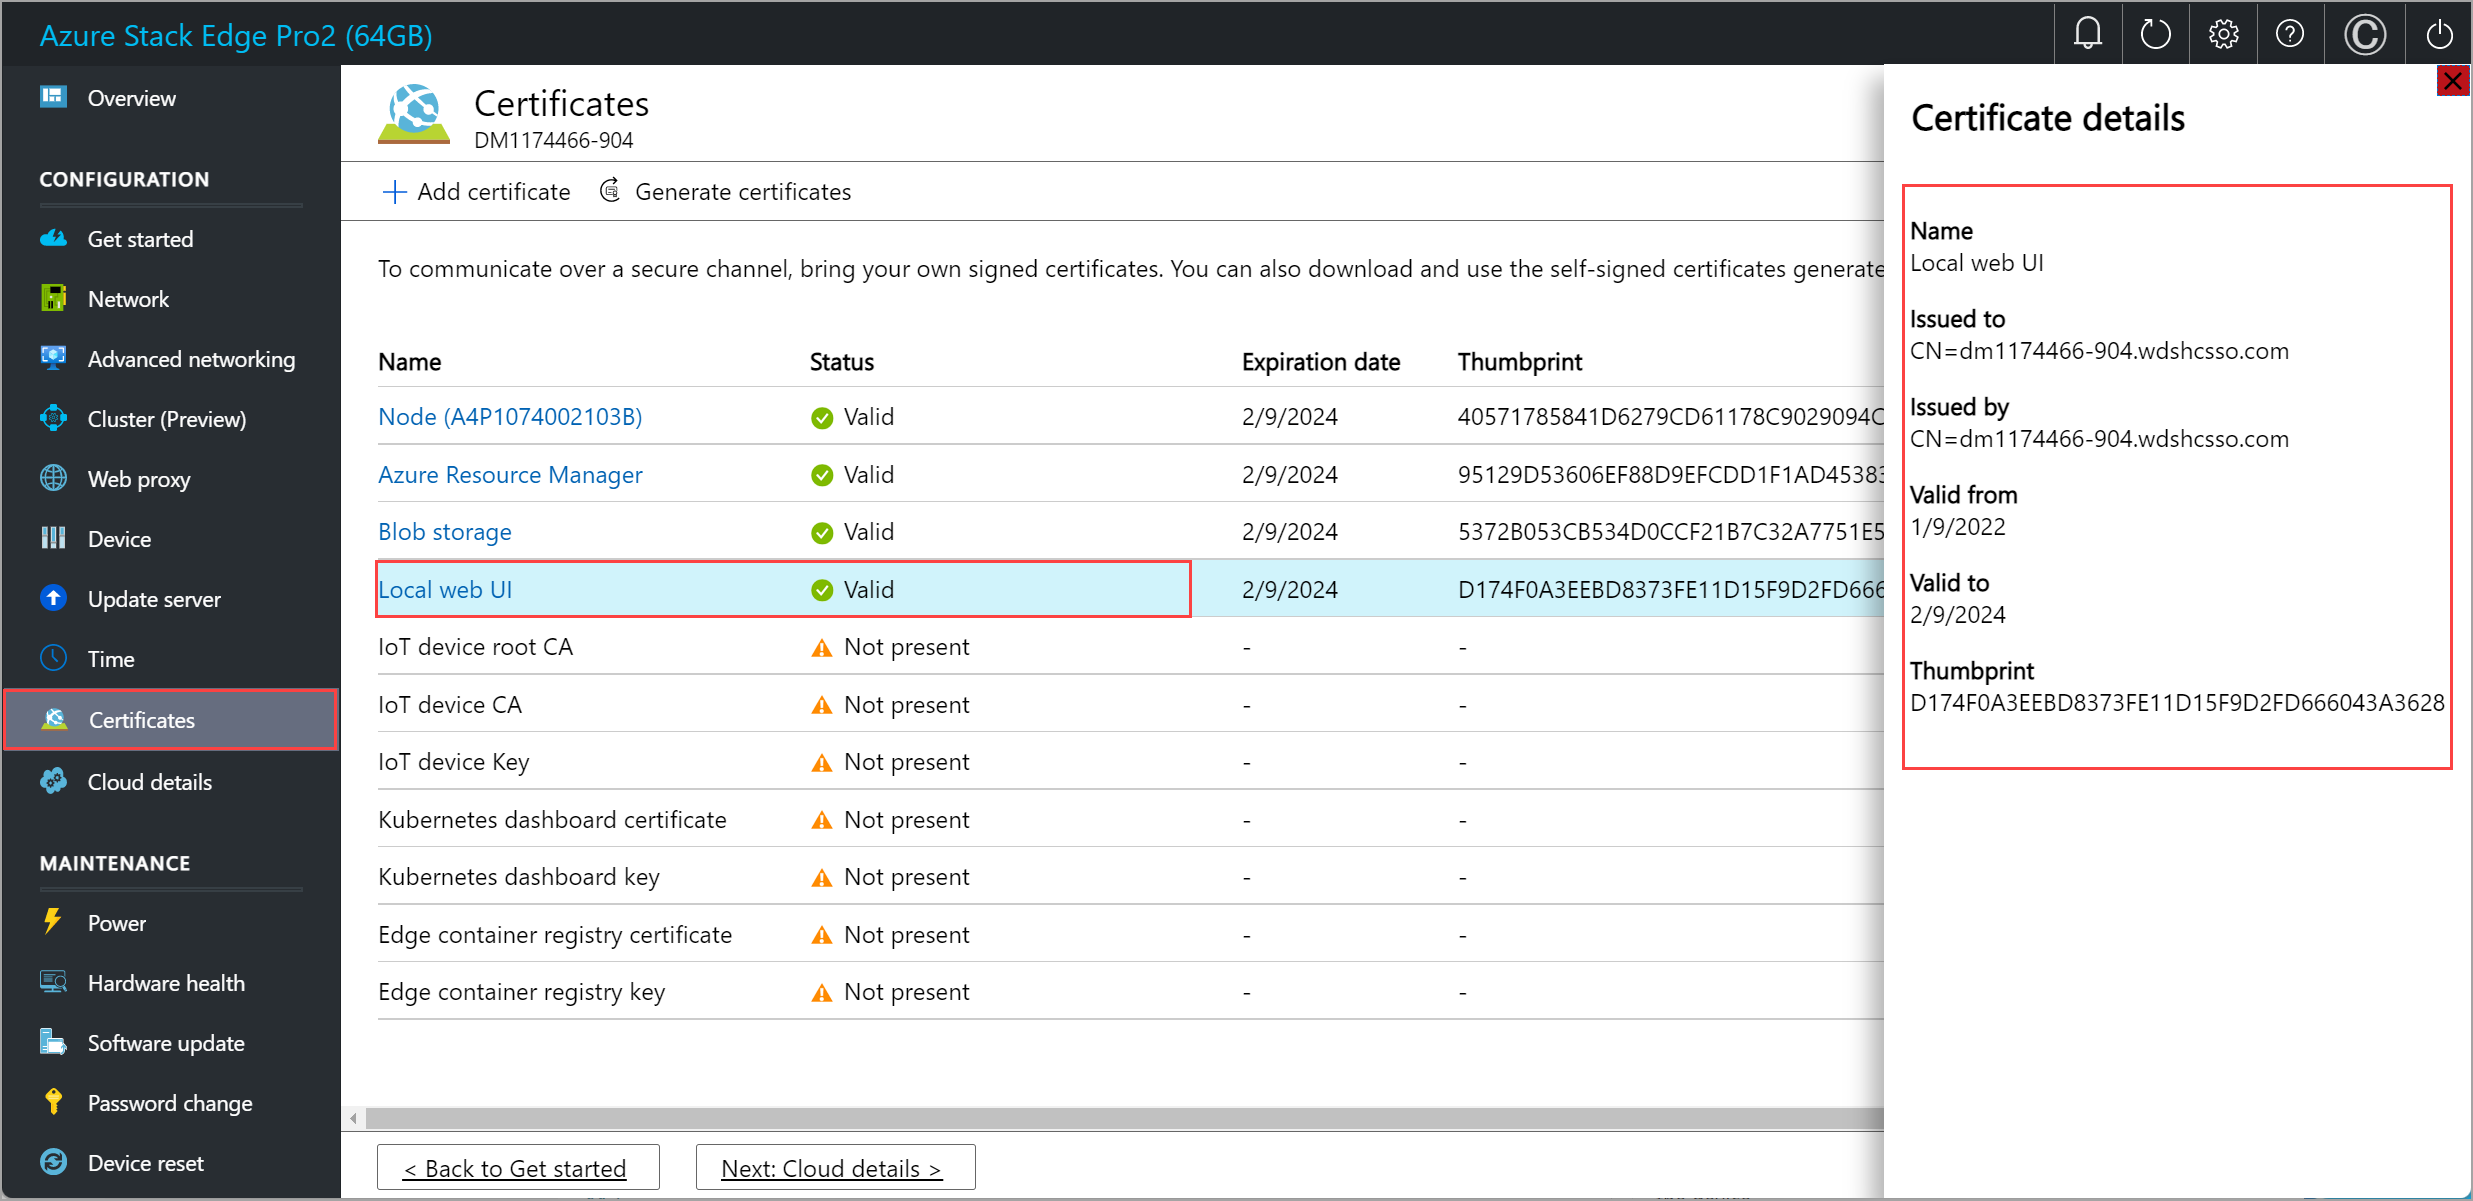 Azure Stack Edge Pro2 (64GB)
Overview
CONFIGURATION
Get started
Network
Advanced networking
Cluster (Preview)
Web proxy
Device
Update server
Time
Certificates
Cloud details
MAINTENANCE
Power
Hardware health
Software update
Password change
Device reset
Certificates
DM1174466-904
Add certificate Generate certificates
To communicate over a secure channel, bring your own signed certificates. You can also download and use the self-signed certificates generate
Name Status Expiration date Thumbprint
Node (A4P1074002103B) Valid 2/9/2024 40571785841D6279CD61178C9029094C
Azure Resource Manager Valid 2/9/2024 95129D53606EF88D9EFCDD1F1AD45383
Blob storage Valid 2/9/2024 5372B053CB534D0CCF21B7C32A7751E5
Local web UI Valid 2/9/2024 D174F0A3EEBD8373FE11D15F9D2FD666
IoT device root CA Not present - -
IoT device CA Not present - -
IoT device Key Not present - -
Kubernetes dashboard certificate Not present - -
Kubernetes dashboard key Not present - -
Edge container registry certificate Not present - -
Edge container registry key Not present - -
< Back to Get started Next: Cloud details >
Certificate details
Name
Local web UI
Issued to
CN=dm1174466-904.wdshcsso.com
Issued by
CN=dm1174466-904.wdshcsso.com
Valid from
1/9/2022
Valid to
2/9/2024
Thumbprint
D174F0A3EEBD8373FE11D15F9D2FD666043A3628